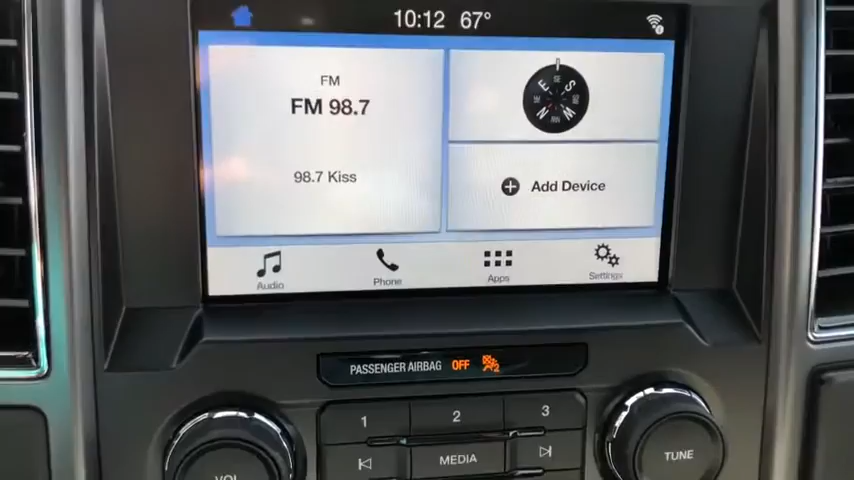 10:12 67°
FM
FM 98.7
98.7 Kiss
E S
N W
Add Device
Audio Phone Apps Settings
PASSENGER AIRBAG OFF
1 2 3
MEDIA
VOL
TUNE